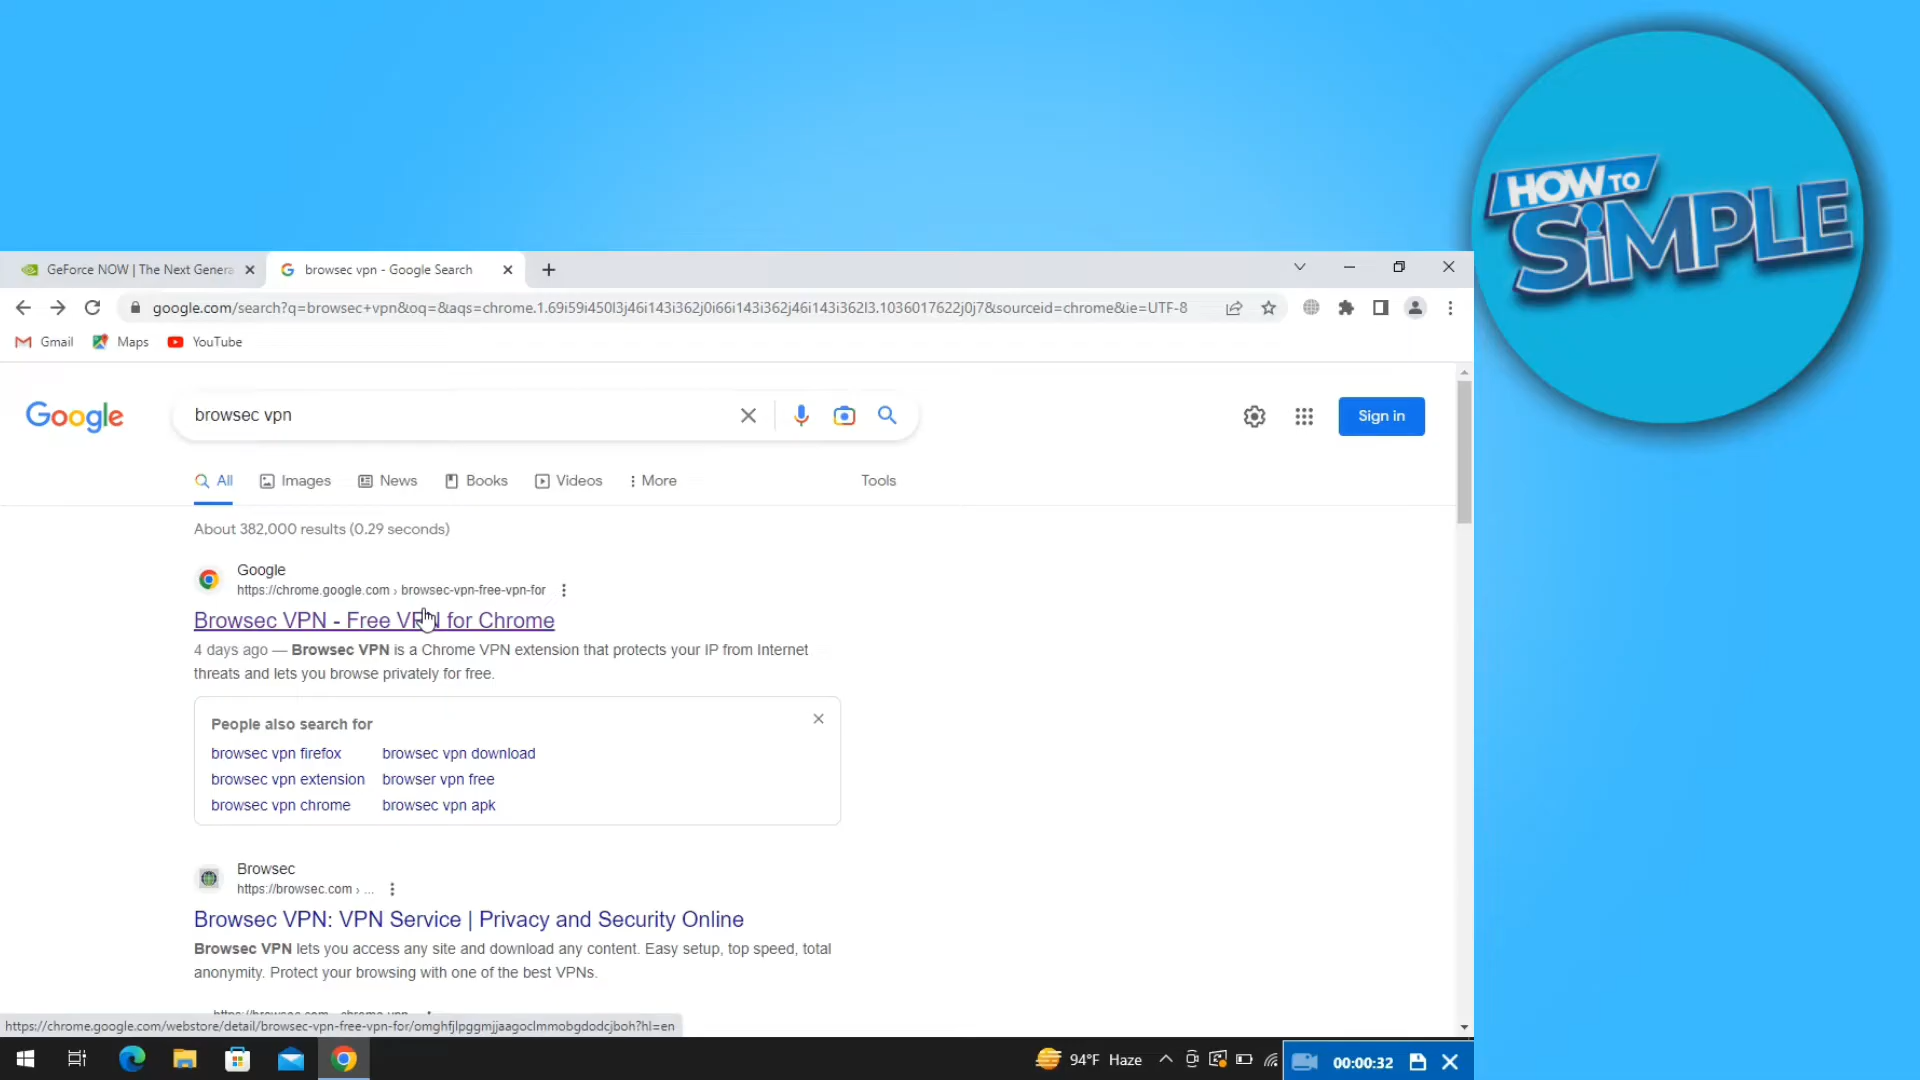 HOW TO
SIMPLE
GeForce NOW | The Next Genera
browsec vpn - Google Search
google.com/search?q=browsec+vpn&oq=&aqs=chrome.1.69i59i450l3j46i143i362j0i66i143i362j46i143i362l3.1036017622j0j7&sourceid=chrome&ie=UTF-8
Gmail Maps YouTube
Google
browsec vpn
Sign in
All Images News Books Videos More Tools
About 382,000 results (0.29 seconds)
Google
https://chrome.google.com › browsec-vpn-free-vpn-for
Browsec VPN - Free VPN for Chrome
4 days ago — Browsec VPN is a Chrome VPN extension that protects your IP from Internet
threats and lets you browse privately for free.
People also search for
browsec vpn firefox browsec vpn download
browsec vpn extension browser vpn free
browsec vpn chrome browsec vpn apk
Browsec
https://browsec.com › ...
Browsec VPN: VPN Service | Privacy and Security Online
Browsec VPN lets you access any site and download any content. Easy setup, top speed, total
anonymity. Protect your browsing with one of the best VPNs.
https://chrome.google.com/webstore/detail/browsec-vpn-free-vpn-for/omghfjlpggmjjaagoclmmobgdodcjboh?hl=en
94°F Haze
00:00:32